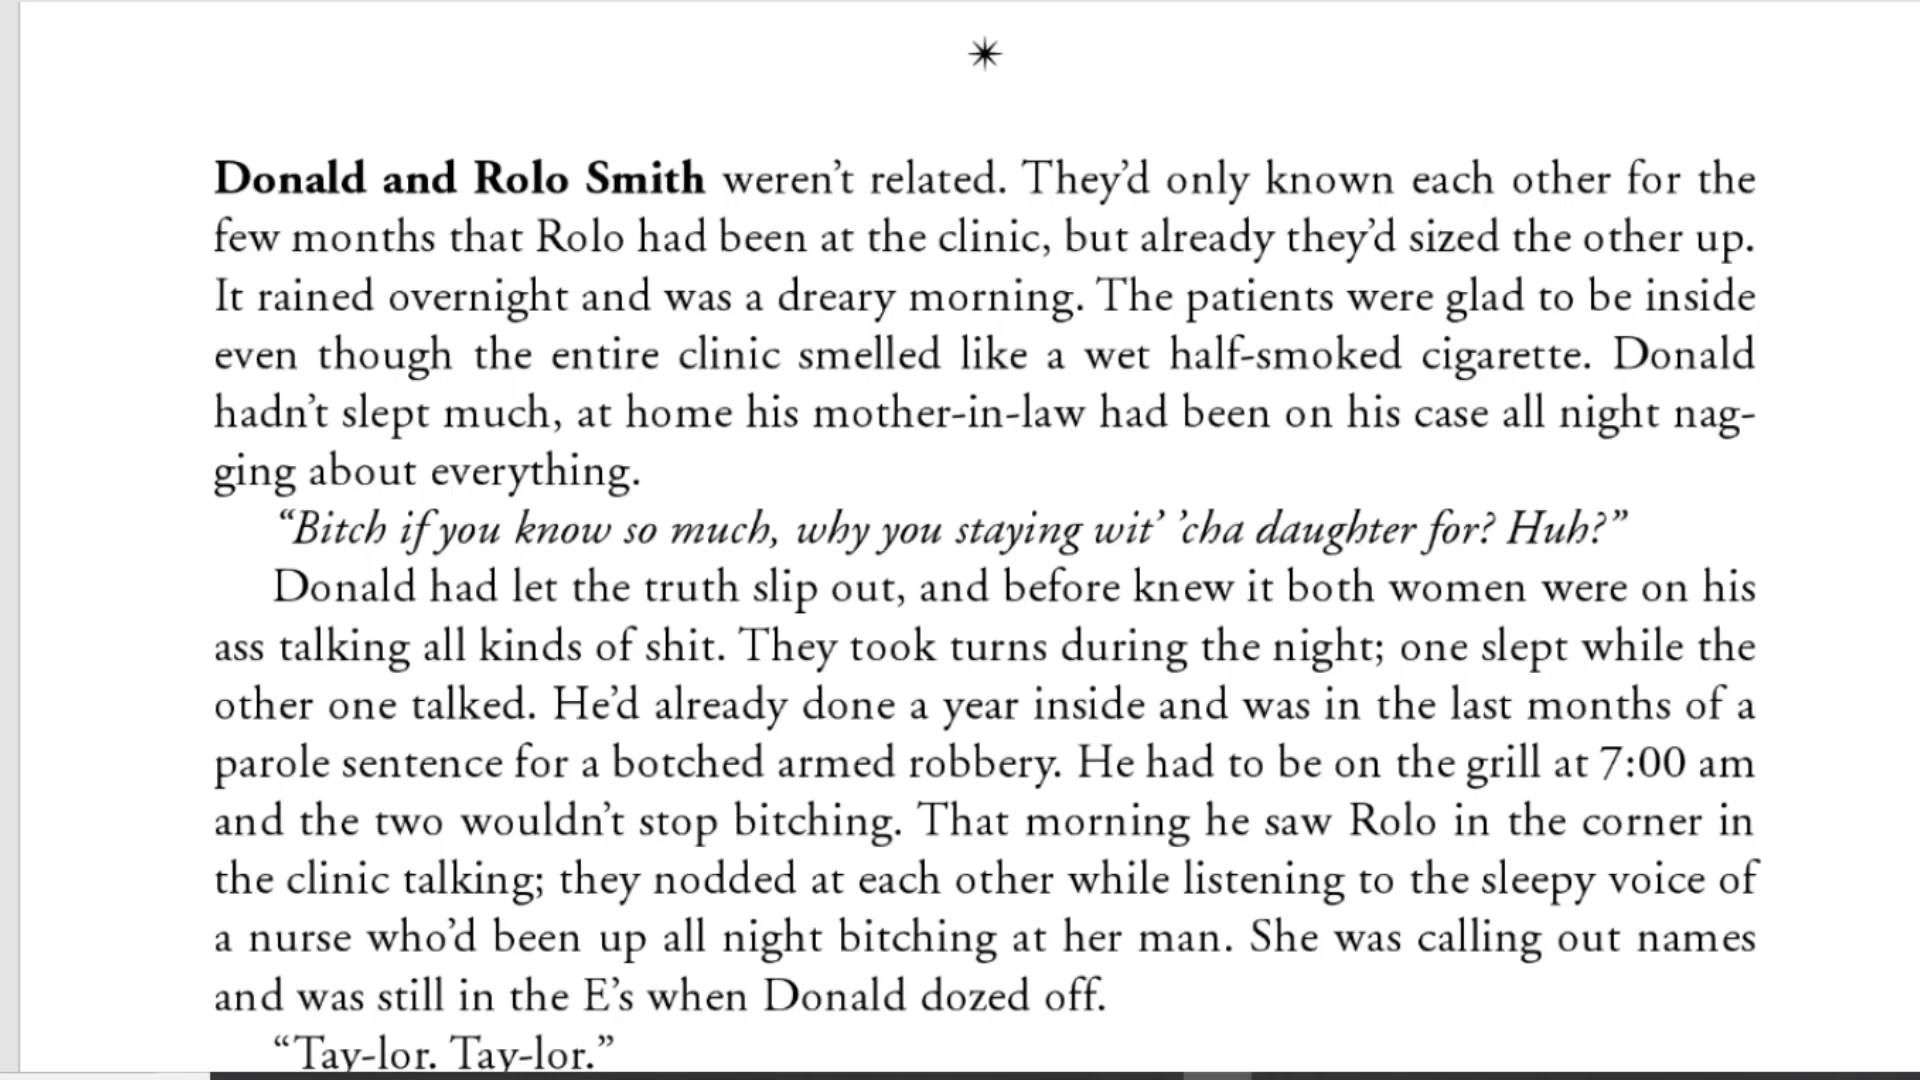 Donald and Rolo Smith weren’t related. They’d only known each other for the
few months that Rolo had been at the clinic, but already they’d sized the other up.
It rained overnight and was a dreary morning. The patients were glad to be inside
even though the entire clinic smelled like a wet half-smoked cigarette. Donald
hadn’t slept much, at home his mother-in-law had been on his case all night nag-
ging about everything.
“Bitch if you know so much, why you staying wit’ ’cha daughter for? Huh?”
Donald had let the truth slip out, and before knew it both women were on his
ass talking all kinds of shit. They took turns during the night; one slept while the
other one talked. He’d already done a year inside and was in the last months of a
parole sentence for a botched armed robbery. He had to be on the grill at 7:00 am
and the two wouldn’t stop bitching. That morning he saw Rolo in the corner in
the clinic talking; they nodded at each other while listening to the sleepy voice of
a nurse who’d been up all night bitching at her man. She was calling out names
and was still in the E’s when Donald dozed off.
“Tay-lor. Tay-lor.”